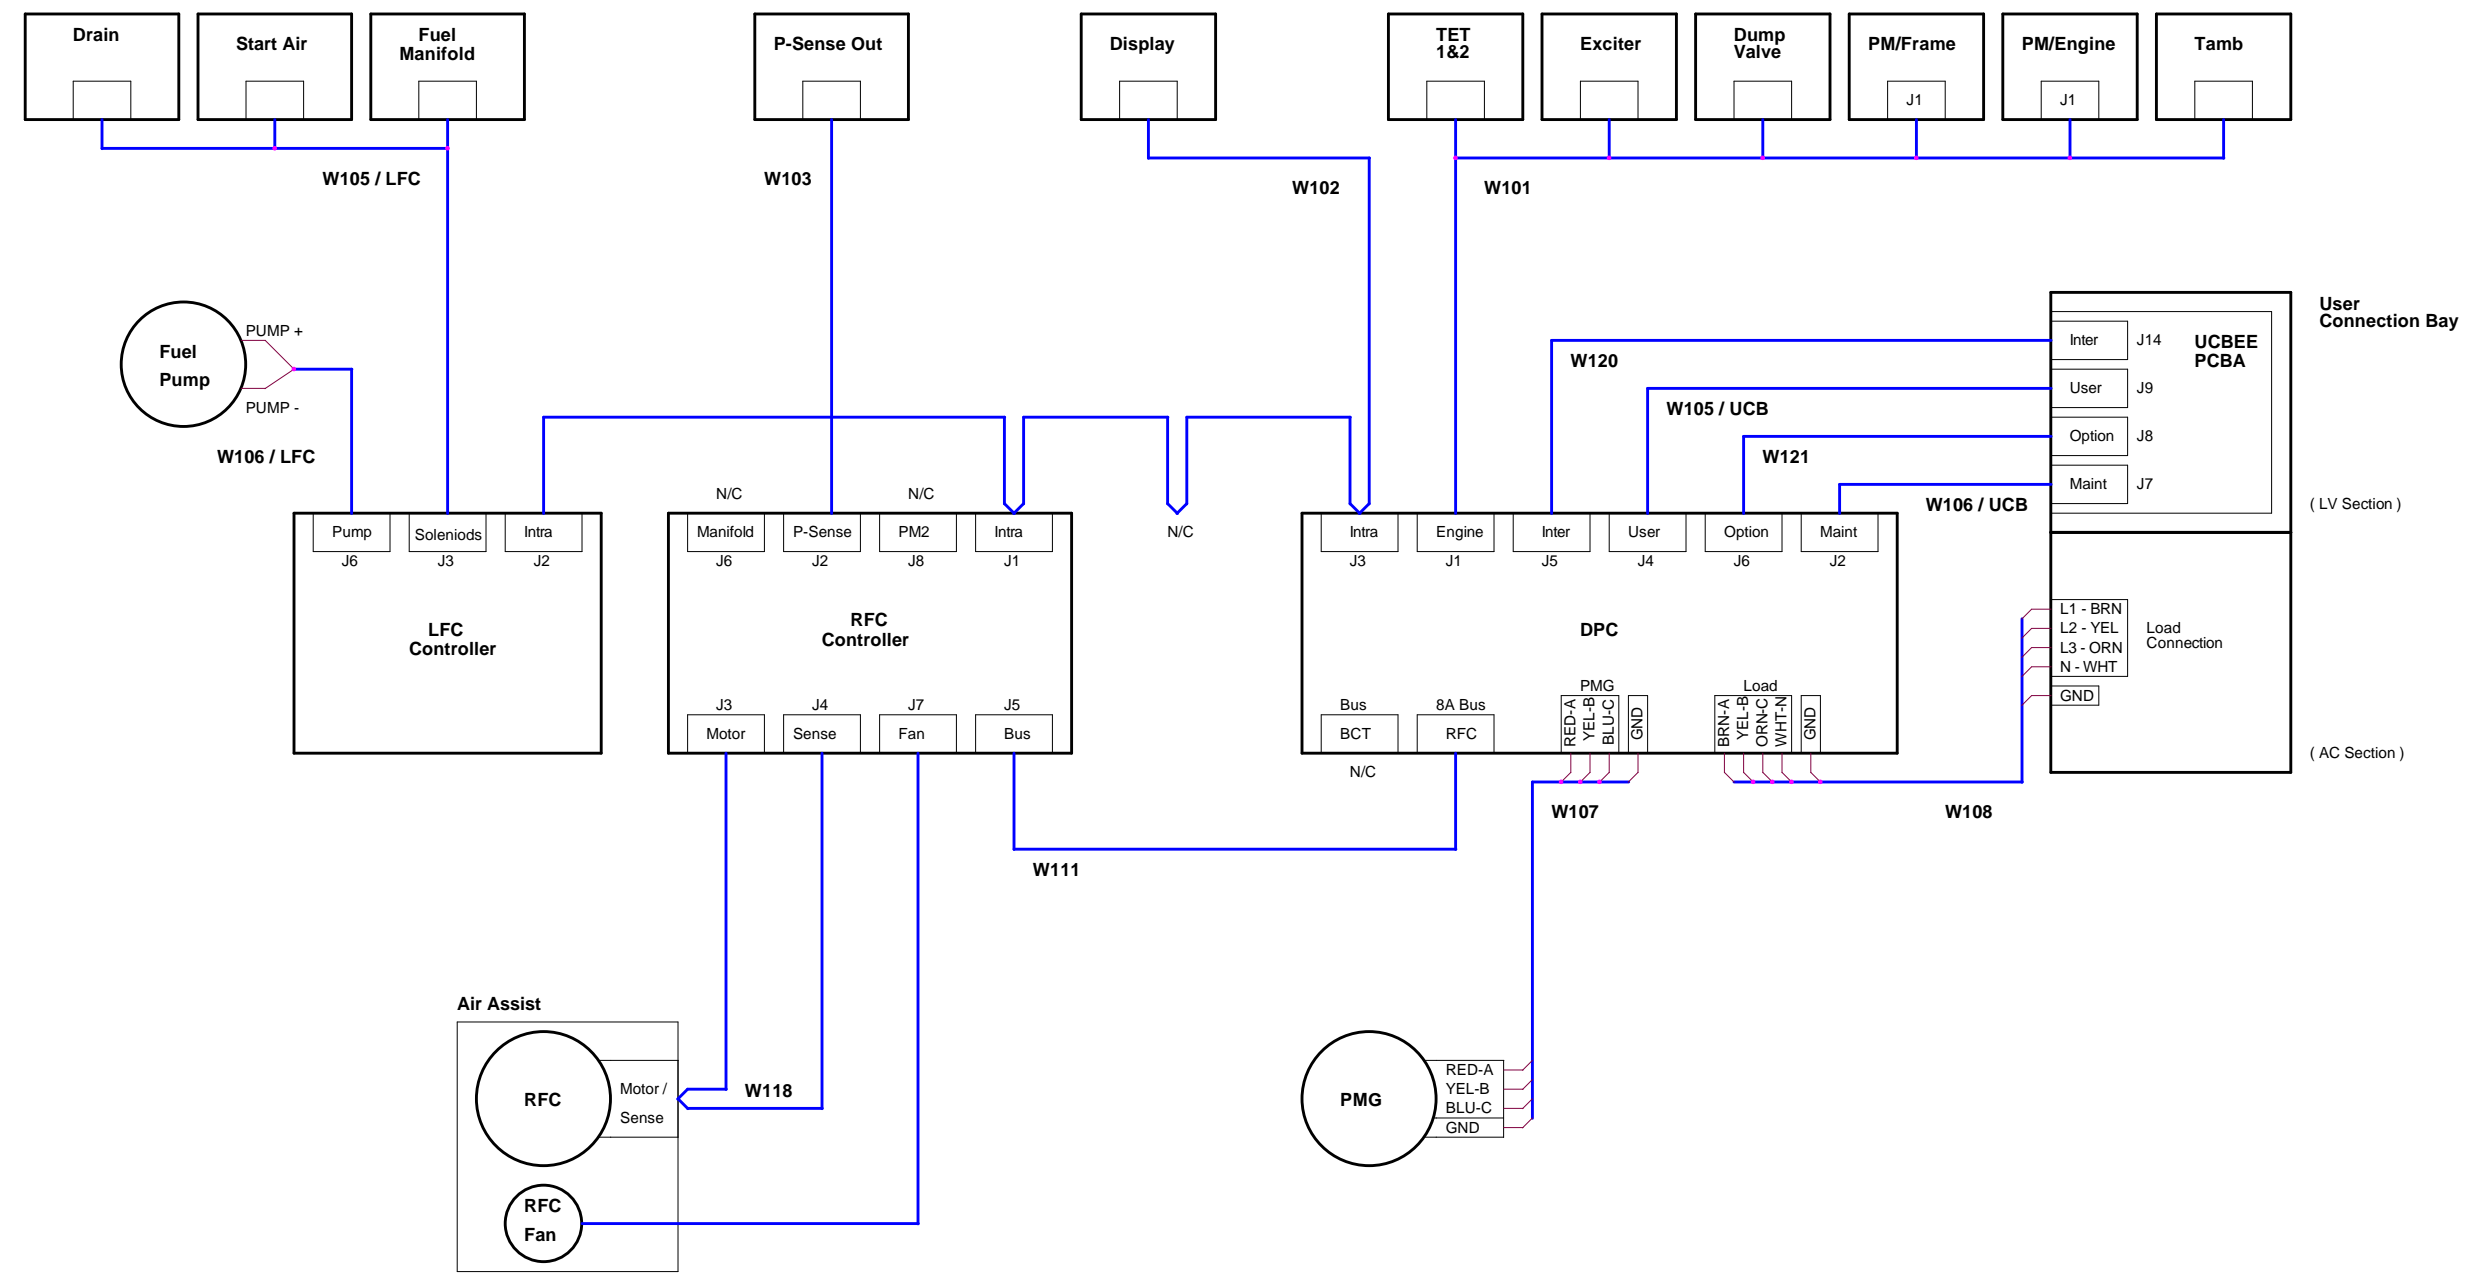 Drain
Start Air
Fuel
Manifold
P-Sense Out
Display
TET
1&2
Exciter
Dump
Valve
PM/Frame
J1
PM/Engine
J1
Tamb
W105 / LFC
W103
W102
W101
Fuel
Pump
PUMP +
PUMP -
W106 / LFC
User
Connection Bay
UCBEE
PCBA
Inter
J14
User
J9
Option
J8
Maint
J7
W120
W105 / UCB
W121
W106 / UCB
( LV Section )
Pump
Soleniods
Intra
J6
J3
J2
LFC
Controller
N/C
N/C
Manifold
P-Sense
PM2
Intra
J6
J2
J8
J1
RFC
Controller
J3
J4
J7
J5
Motor
Sense
Fan
Bus
N/C
Intra
Engine
Inter
User
Option
Maint
J3
J1
J5
J4
J6
J2
DPC
Bus
BCT
N/C
8A Bus
RFC
PMG
RED-A
YEL-B
BLU-C
GND
Load
BRN-A
YEL-B
ORN-C
WHT-N
GND
L1 - BRN
L2 - YEL
L3 - ORN
N - WHT
GND
Load
Connection
( AC Section )
W107
W108
W111
Air Assist
RFC
Motor /
Sense
W118
RFC
Fan
PMG
RED-A
YEL-B
BLU-C
GND